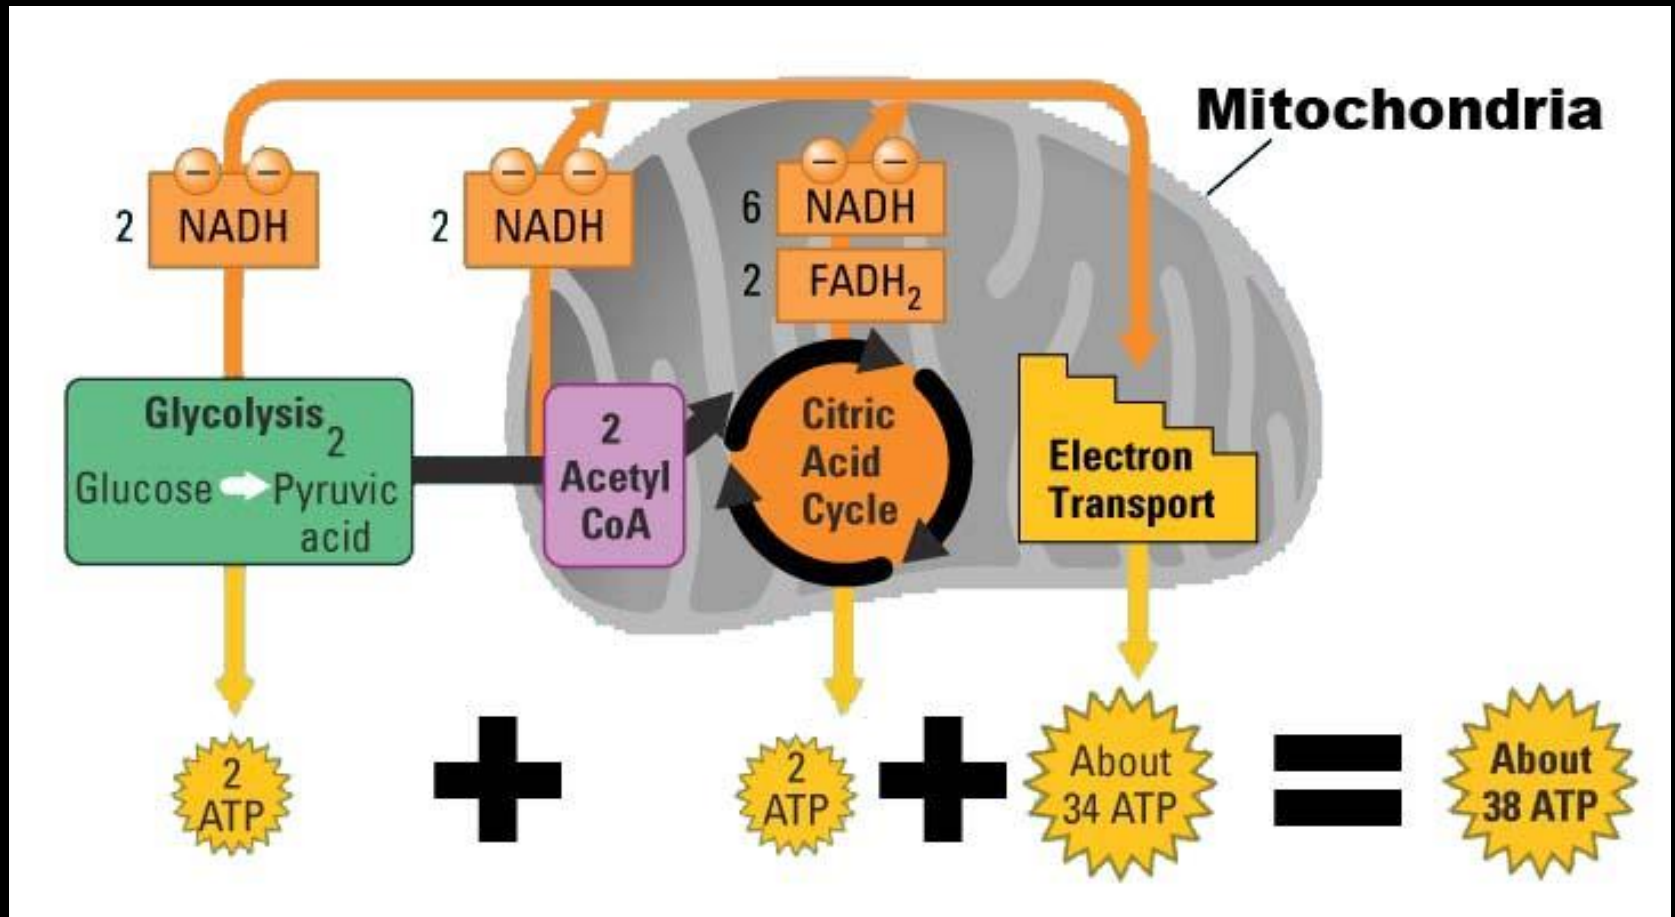 Mitochondria
2 NADH
2 NADH
6 NADH
2 FADH₂
Glycolysis
2
Glucose Pyruvic
acid
2
Acetyl
CoA
Citric
Acid
Cycle
Electron
Transport
2
ATP
2
ATP
About
34 ATP
About
38 ATP